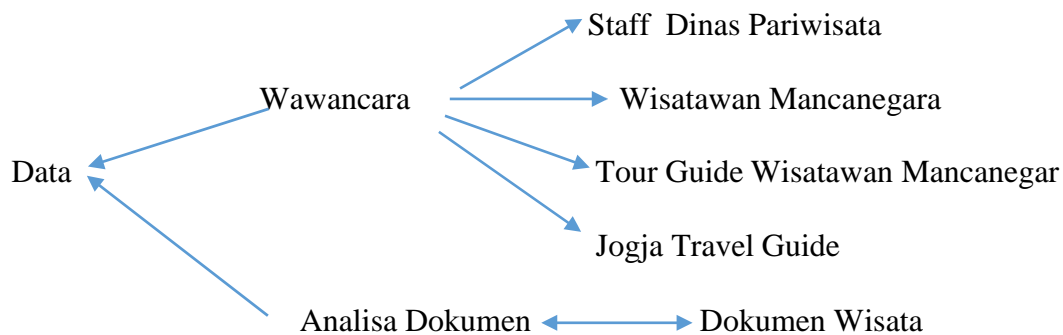 Staff Dinas Pariwisata
Wawancara
Wisatawan Mancanegara
Data
Tour Guide Wisatawan Mancanegar
Jogja Travel Guide
Analisa Dokumen
Dokumen Wisata